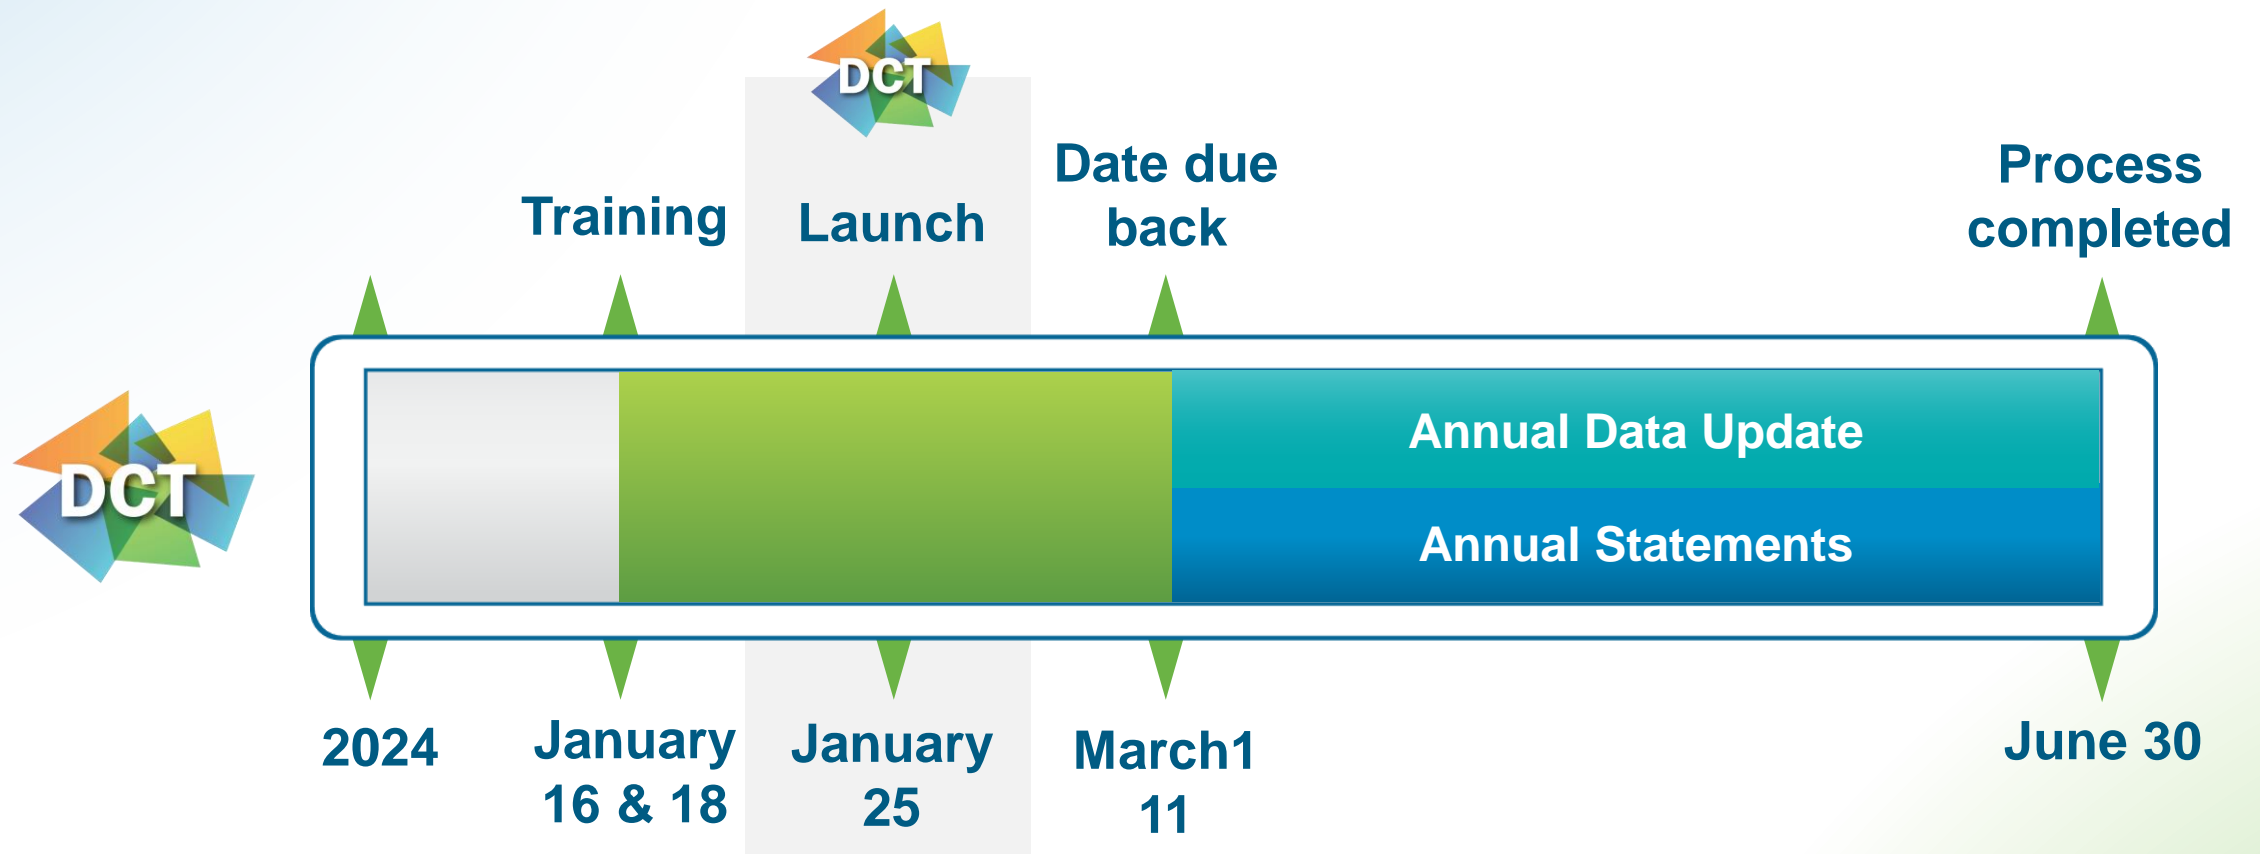 DCT
Training
Launch
Date due
back
Process
completed
DCT
Annual Data Update
Annual Statements
2024
January
16 & 18
January
25
March1
11
June 30